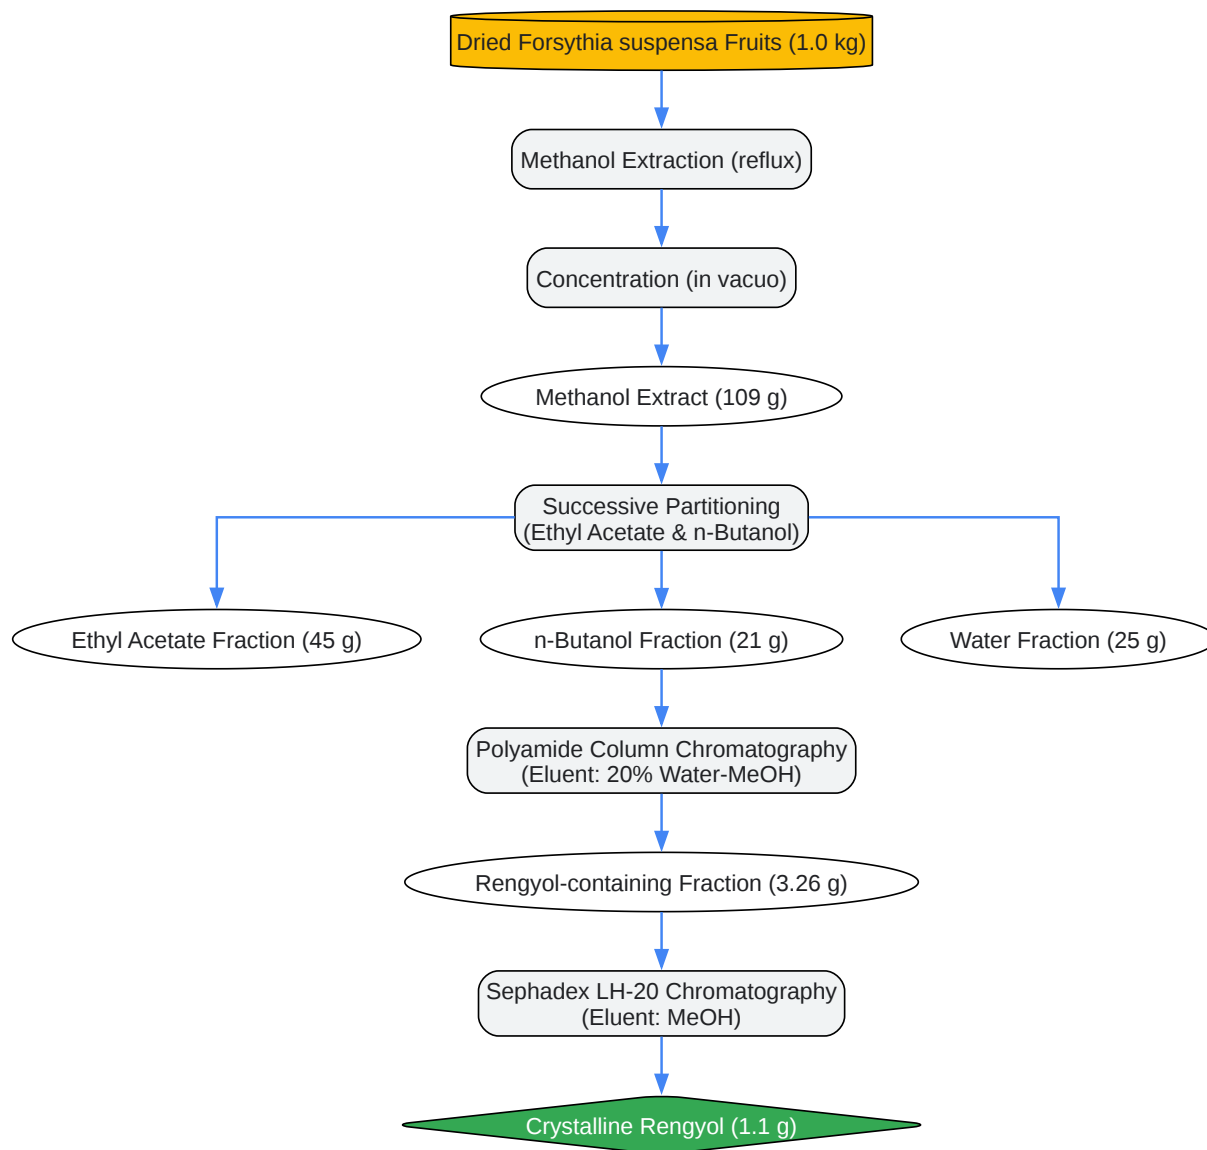 Dried Forsythia suspensa Fruits (1.0 kg)
Methanol Extraction (reflux)
Concentration (in vacuo)
Methanol Extract (109 g)
Successive Partitioning
(Ethyl Acetate & n-Butanol)
Ethyl Acetate Fraction (45 g)
n-Butanol Fraction (21 g)
Water Fraction (25 g)
Polyamide Column Chromatography
(Eluent: 20% Water-MeOH)
Rengyol-containing Fraction (3.26 g)
Sephadex LH-20 Chromatography
(Eluent: MeOH)
Crystalline Rengyol (1.1 g)